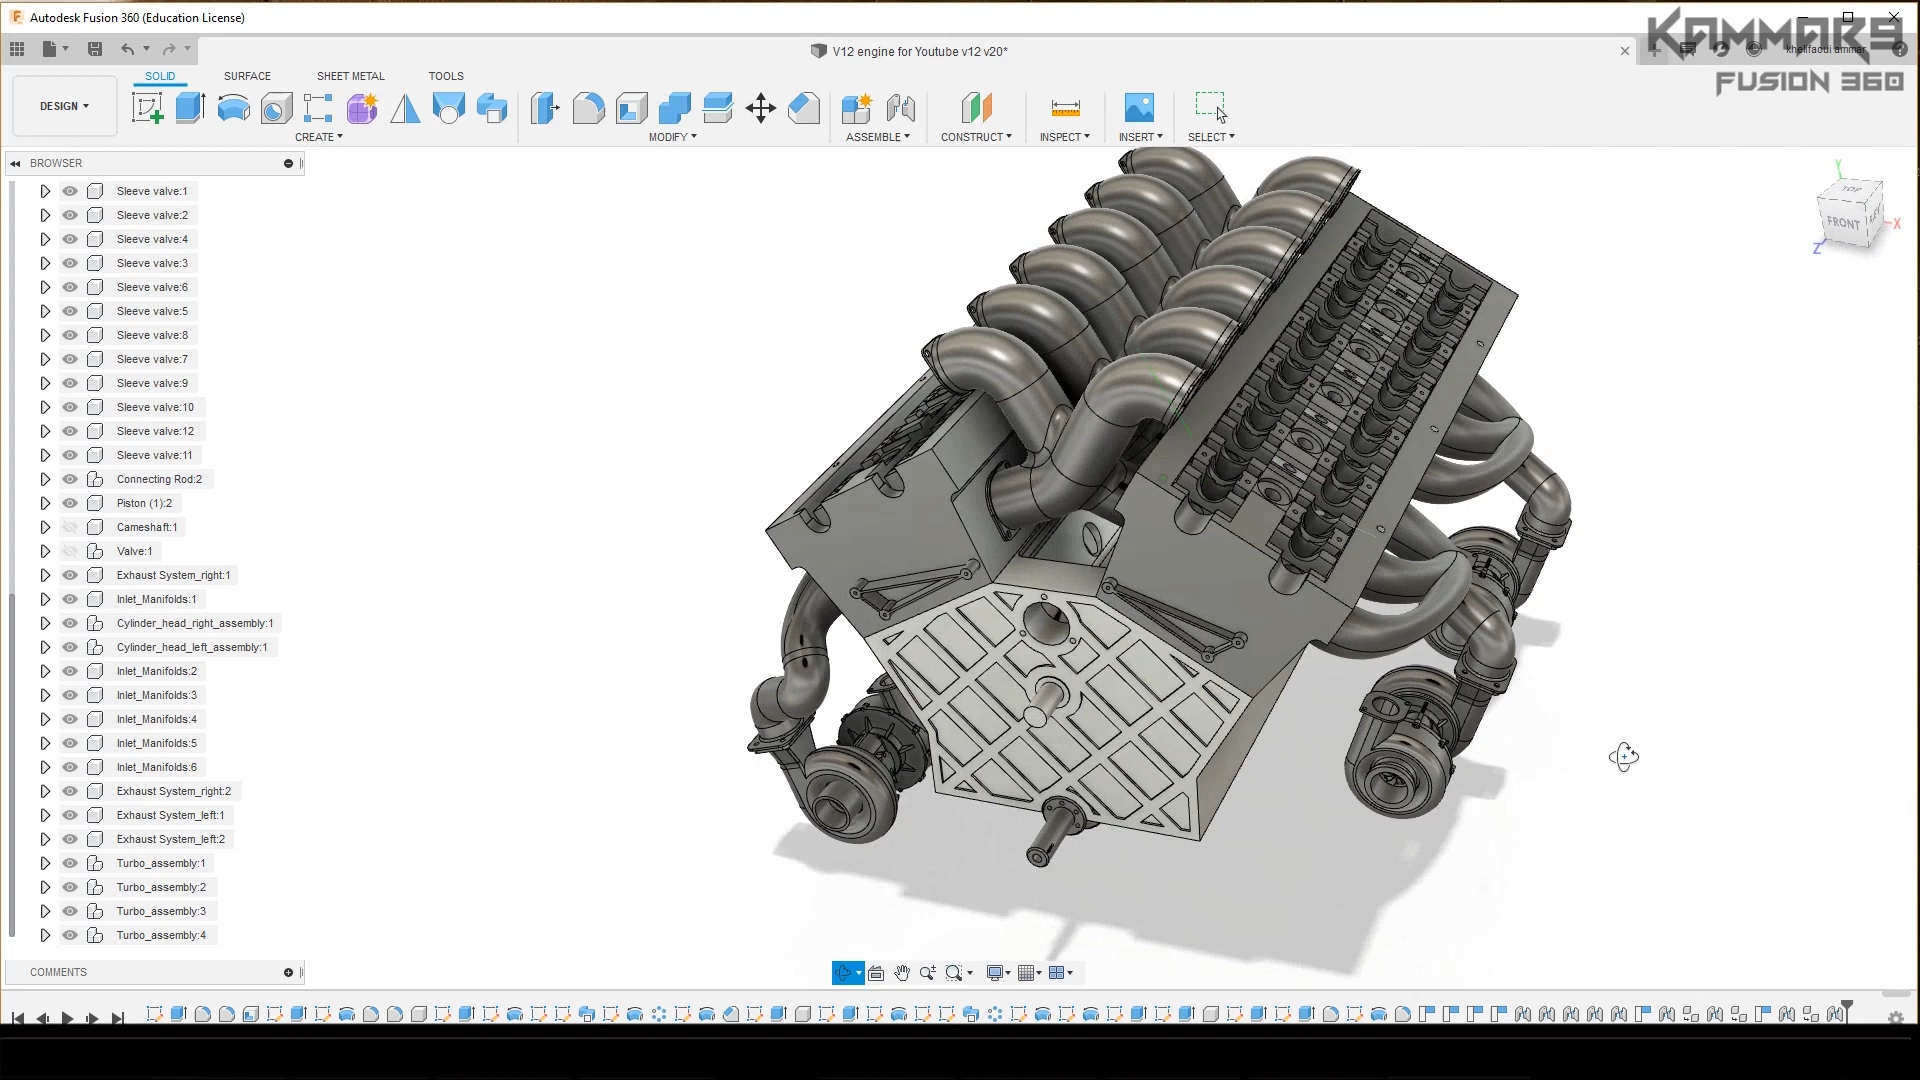 Autodesk Fusion 360 (Education License)
KAMMARS
FUSION 360
V12 engine for Youtube v12 v20*
khelifaoui ammar
SOLID SURFACE SHEET METAL TOOLS
DESIGN
CREATE MODIFY ASSEMBLE CONSTRUCT INSPECT INSERT SELECT
BROWSER
Sleeve valve:1
Sleeve valve:2
Sleeve valve:4
Sleeve valve:3
Sleeve valve:6
Sleeve valve:5
Sleeve valve:8
Sleeve valve:7
Sleeve valve:9
Sleeve valve:10
Sleeve valve:12
Sleeve valve:11
Connecting Rod:2
Piston (1):2
Cameshaft:1
Valve:1
Exhaust System_right:1
Inlet_Manifolds:1
Cylinder_head_right_assembly:1
Cylinder_head_left_assembly:1
Inlet_Manifolds:2
Inlet_Manifolds:3
Inlet_Manifolds:4
Inlet_Manifolds:5
Inlet_Manifolds:6
Exhaust System_right:2
Exhaust System_left:1
Exhaust System_left:2
Turbo_assembly:1
Turbo_assembly:2
Turbo_assembly:3
Turbo_assembly:4
COMMENTS
Y
TOP
FRONT
X
Z